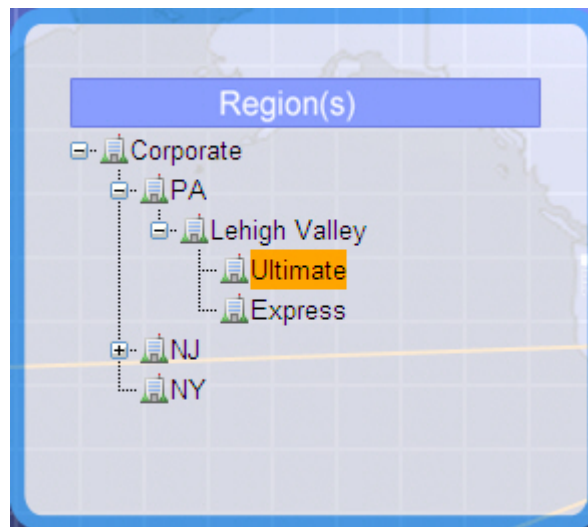 Region(s)
Corporate
PA
Lehigh Valley
Ultimate
Express
NJ
NY